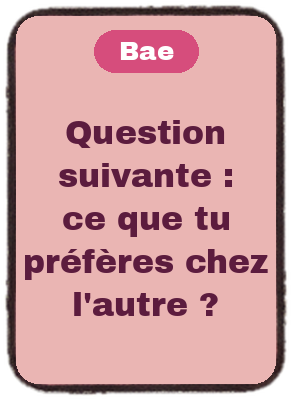 Bae
Question
suivante :
ce que tu
préfères chez
l'autre ?